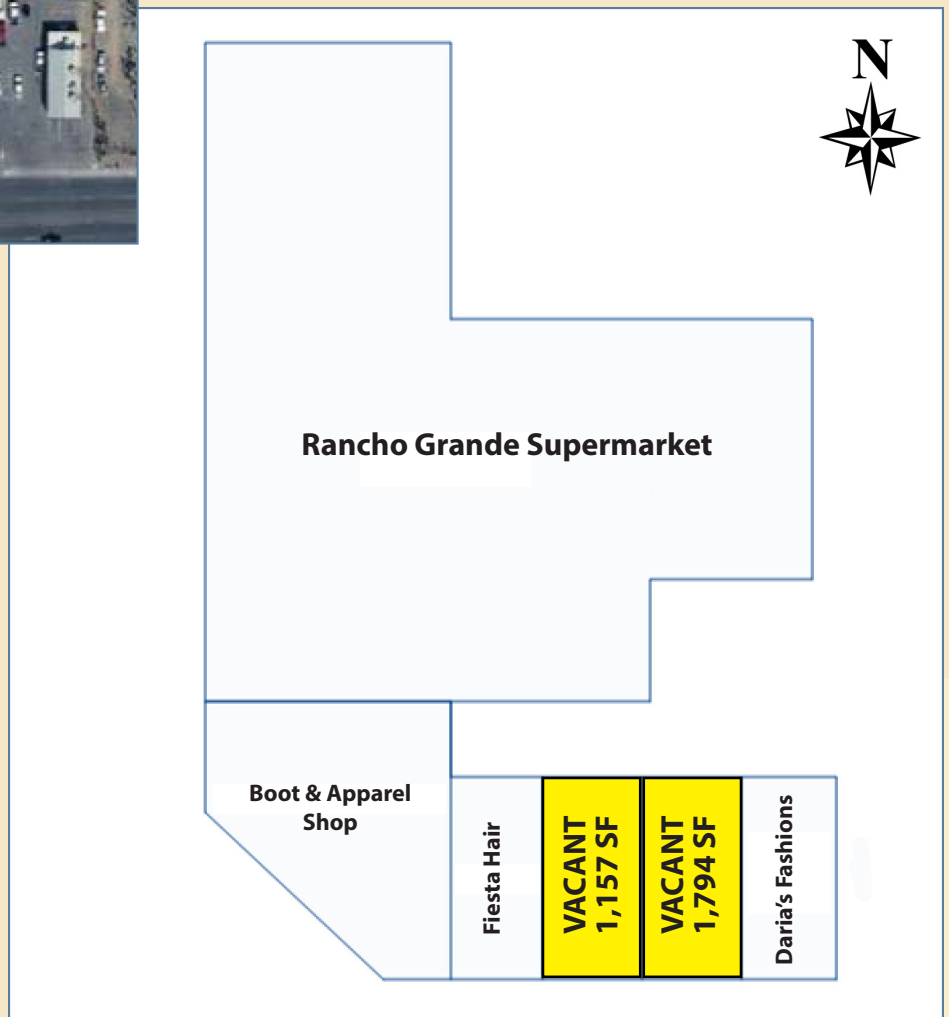 N
Rancho Grande Supermarket
Boot & Apparel
Shop
Fiesta Hair
VACANT
1,157 SF
VACANT
1,794 SF
Daria's Fashions